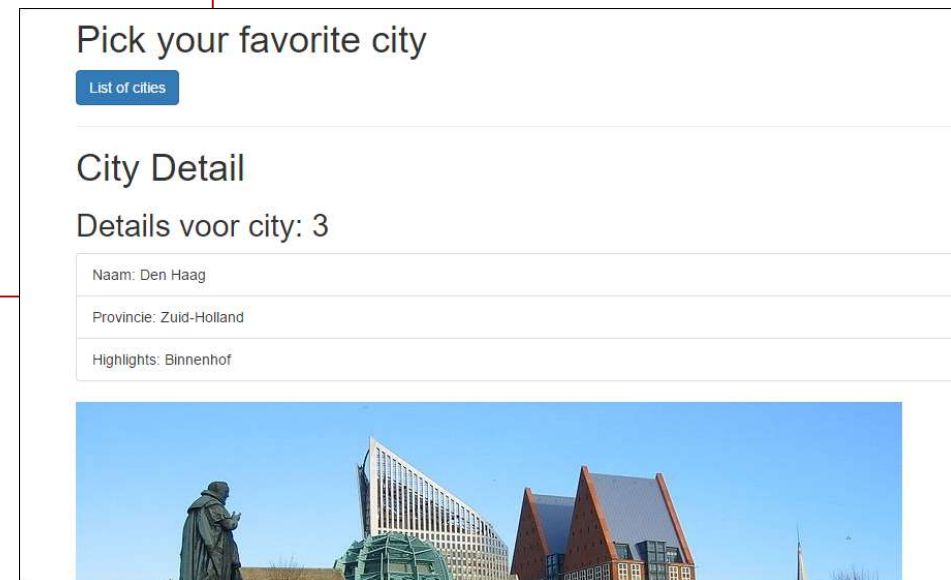 Pick your favorite city
List of cities
City Detail
Details voor city: 3
Naam: Den Haag
Provincie: Zuid-Holland
Highlights: Binnenhof